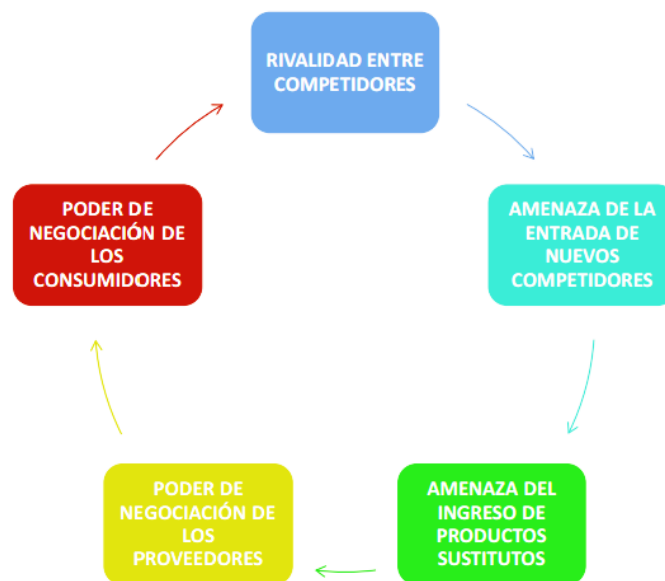 RIVALIDAD ENTRE
COMPETIDORES
AMENAZA DE LA
ENTRADA DE
NUEVOS
COMPETIDORES
AMENAZA DEL
INGRESO DE
PRODUCTOS
SUSTITUTOS
PODER DE
NEGOCIACIÓN DE
LOS
PROVEEDORES
PODER DE
NEGOCIACIÓN DE
LOS
CONSUMIDORES